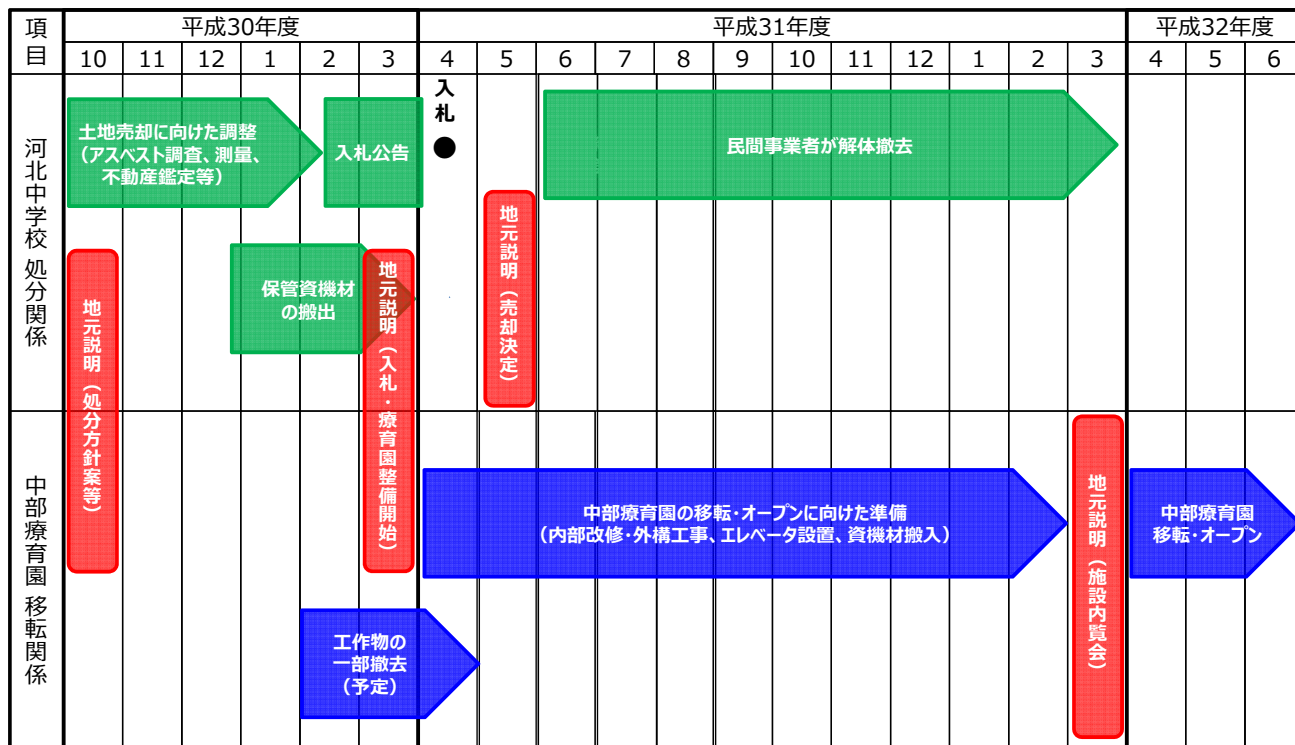 項目
平成30年度
平成31年度
平成32年度
10 11 12 1 2 3 4 5 6 7 8 9 10 11 12 1 2 3 4 5 6
河北中学校 処分関係
土地売却に向けた調整
（アスベスト調査、測量、
不動産鑑定等）
入札公告
入札
●
民間事業者が解体撤去
保管資機材
の搬出
地元説明（処分方針案等）
地元説明（入札・療育園整備開始）
地元説明（売却決定）
中部療育園 移転関係
中部療育園の移転・オープンに向けた準備
（内部改修・外構工事、エレベータ設置、資機材搬入）
地元説明（施設内覧会）
中部療育園
移転・オープン
工作物の
一部撤去
（予定）